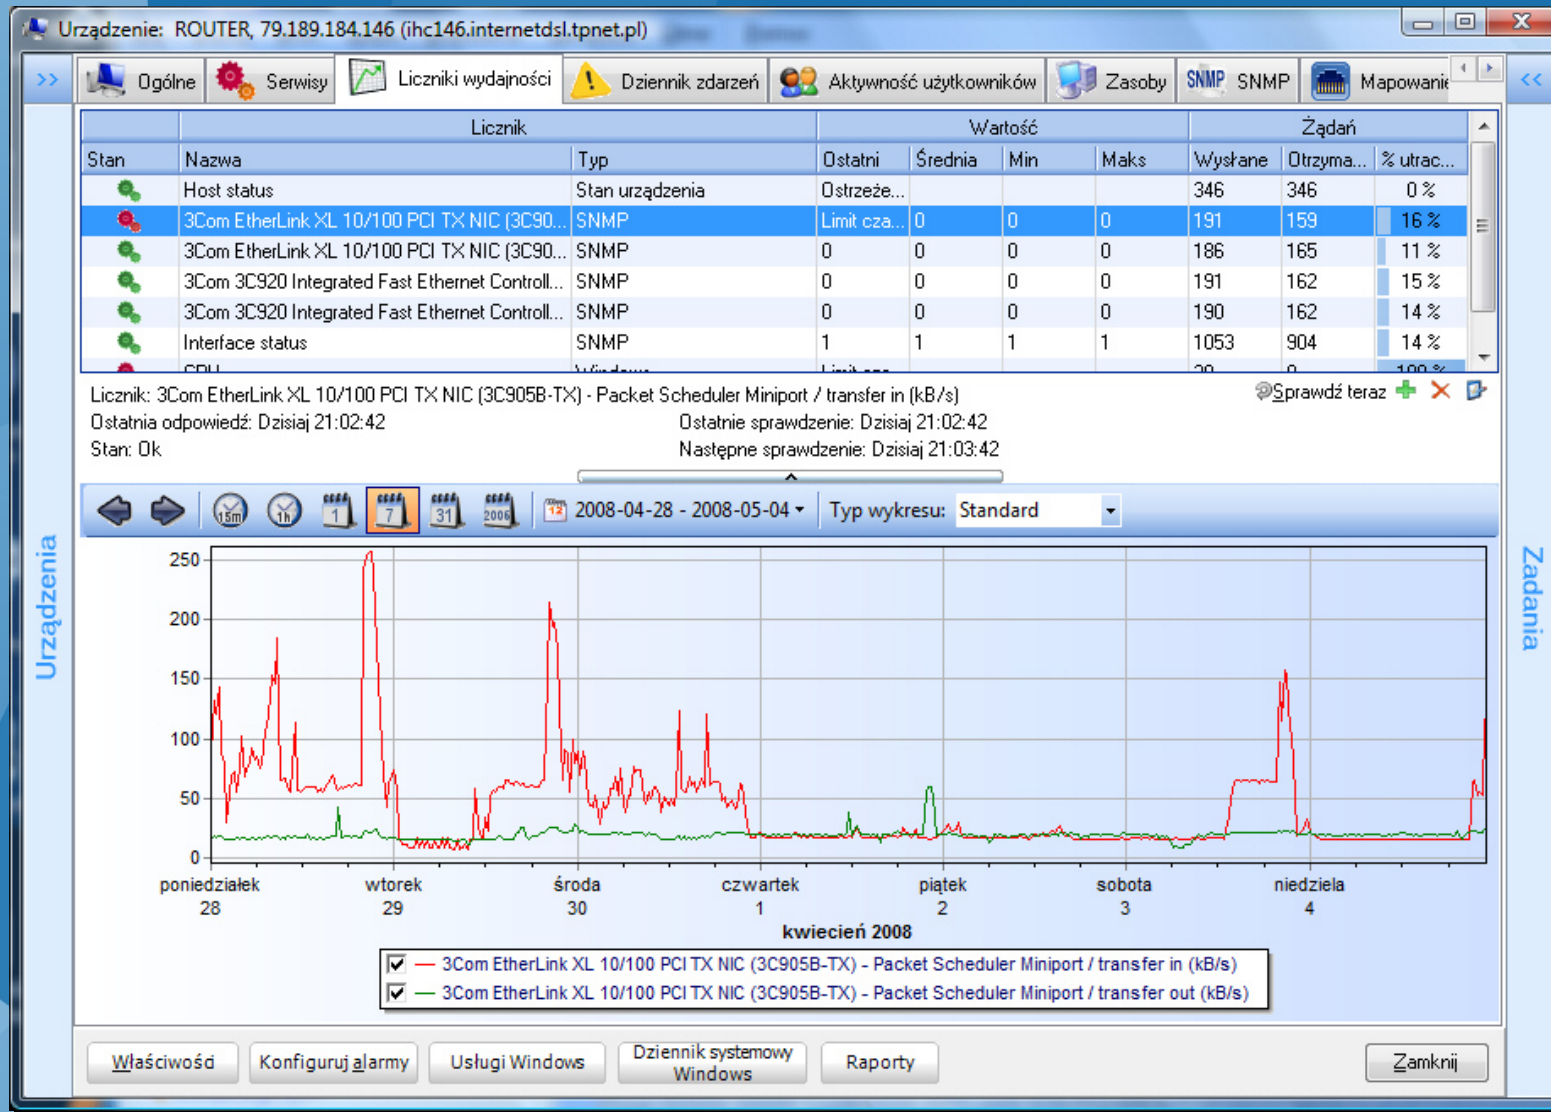 Urządzenie: ROUTER, 79.189.184.146 (ihc146.internetdsl.tpnet.pl)
>> Ogólne Serwisy Liczniki wydajności Dziennik zdarzeń Aktywność użytkowników Zasoby SNMP SNMP Mapowanie <<
Licznik Wartość Żądań
Stan Nazwa Typ Ostatni Średnia Min Maks Wysłane Otrzyma... % utrac...
Host status Stan urządzenia Ostrzeże... 346 346 0 %
3Com EtherLink XL 10/100 PCI TX NIC (3C90... SNMP Limit cza... 0 0 0 191 159 16 %
3Com EtherLink XL 10/100 PCI TX NIC (3C90... SNMP 0 0 0 0 186 165 11 %
3Com 3C920 Integrated Fast Ethernet Controll... SNMP 0 0 0 0 191 162 15 %
3Com 3C920 Integrated Fast Ethernet Controll... SNMP 0 0 0 0 190 162 14 %
Interface status SNMP 1 1 1 1 1053 904 14 %
CPU Windows 100 %
Licznik: 3Com EtherLink XL 10/100 PCI TX NIC (3C905B-TX) - Packet Scheduler Miniport / transfer in (kB/s) Sprawdź teraz
Ostatnia odpowiedź: Dzisiaj 21:02:42 Ostatnie sprawdzenie: Dzisiaj 21:02:42
Stan: Ok Następne sprawdzenie: Dzisiaj 21:03:42
15m 1h 1 7 31 2006 12 2008-04-28 - 2008-05-04 Typ wykresu: Standard
Urządzenia
Zadania
250
200
150
100
50
0
poniedziałek wtorek środa czwartek piątek sobota niedziela
28 29 30 1 2 3 4
kwiecień 2008
3Com EtherLink XL 10/100 PCI TX NIC (3C905B-TX) - Packet Scheduler Miniport / transfer in (kB/s)
3Com EtherLink XL 10/100 PCI TX NIC (3C905B-TX) - Packet Scheduler Miniport / transfer out (kB/s)
Właściwości Konfiguruj alarmy Usługi Windows Dziennik systemowy Windows Raporty Zamknij